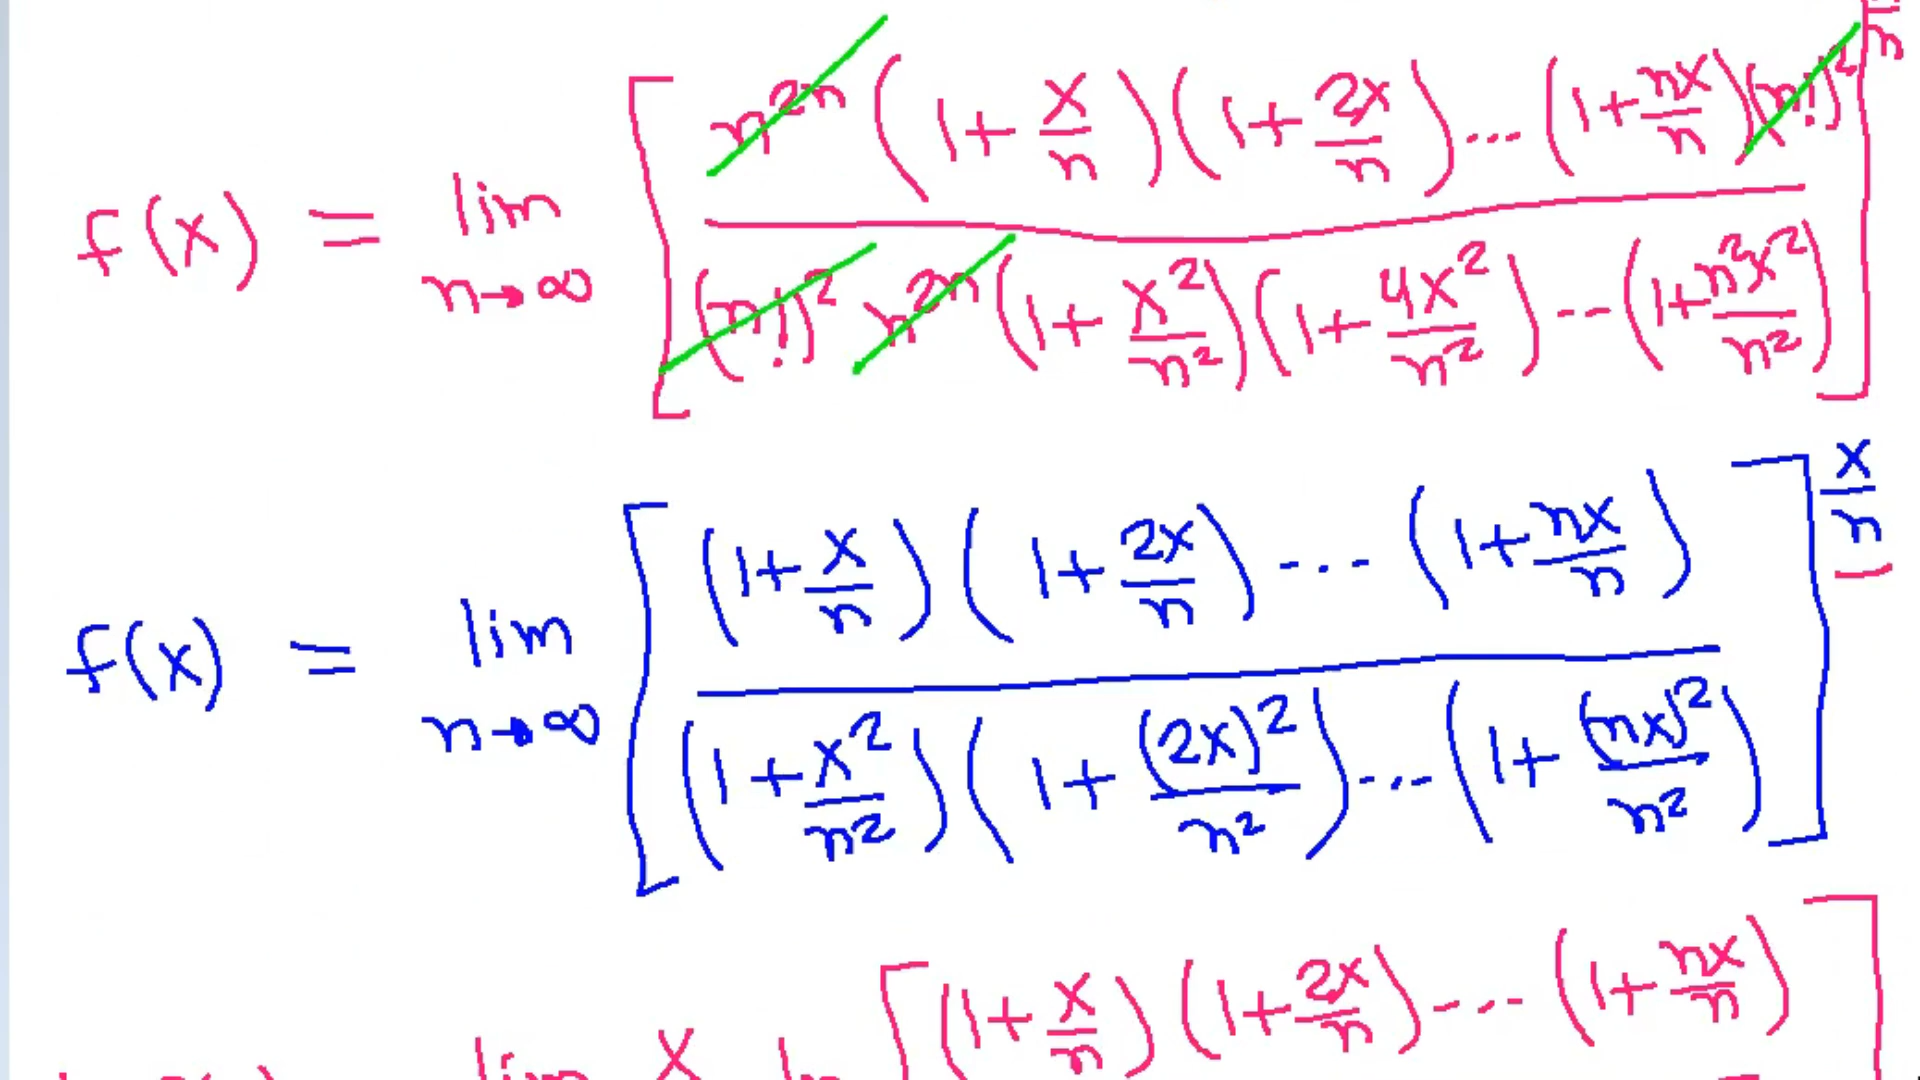 f(x) = lim n→∞ [ n^2n (1 + x/n)(1 + 2x/n) ... (1 + nx/n)(n!)^2 / (n!)^2 n^2n (1 + x^2/n^2)(1 + 4x^2/n^2) -- (1 + n^2x^2/n^2) ]
f(x) = lim n→∞ [ (1 + x/n)(1 + 2x/n) --- (1 + nx/n) / (1 + x^2/n^2)(1 + (2x)^2/n^2) ... (1 + (nx)^2/n^2) ]^x/n
lim x [ (1 + x/n)(1 + 2x/n) ---- (1 + nx/n) ]